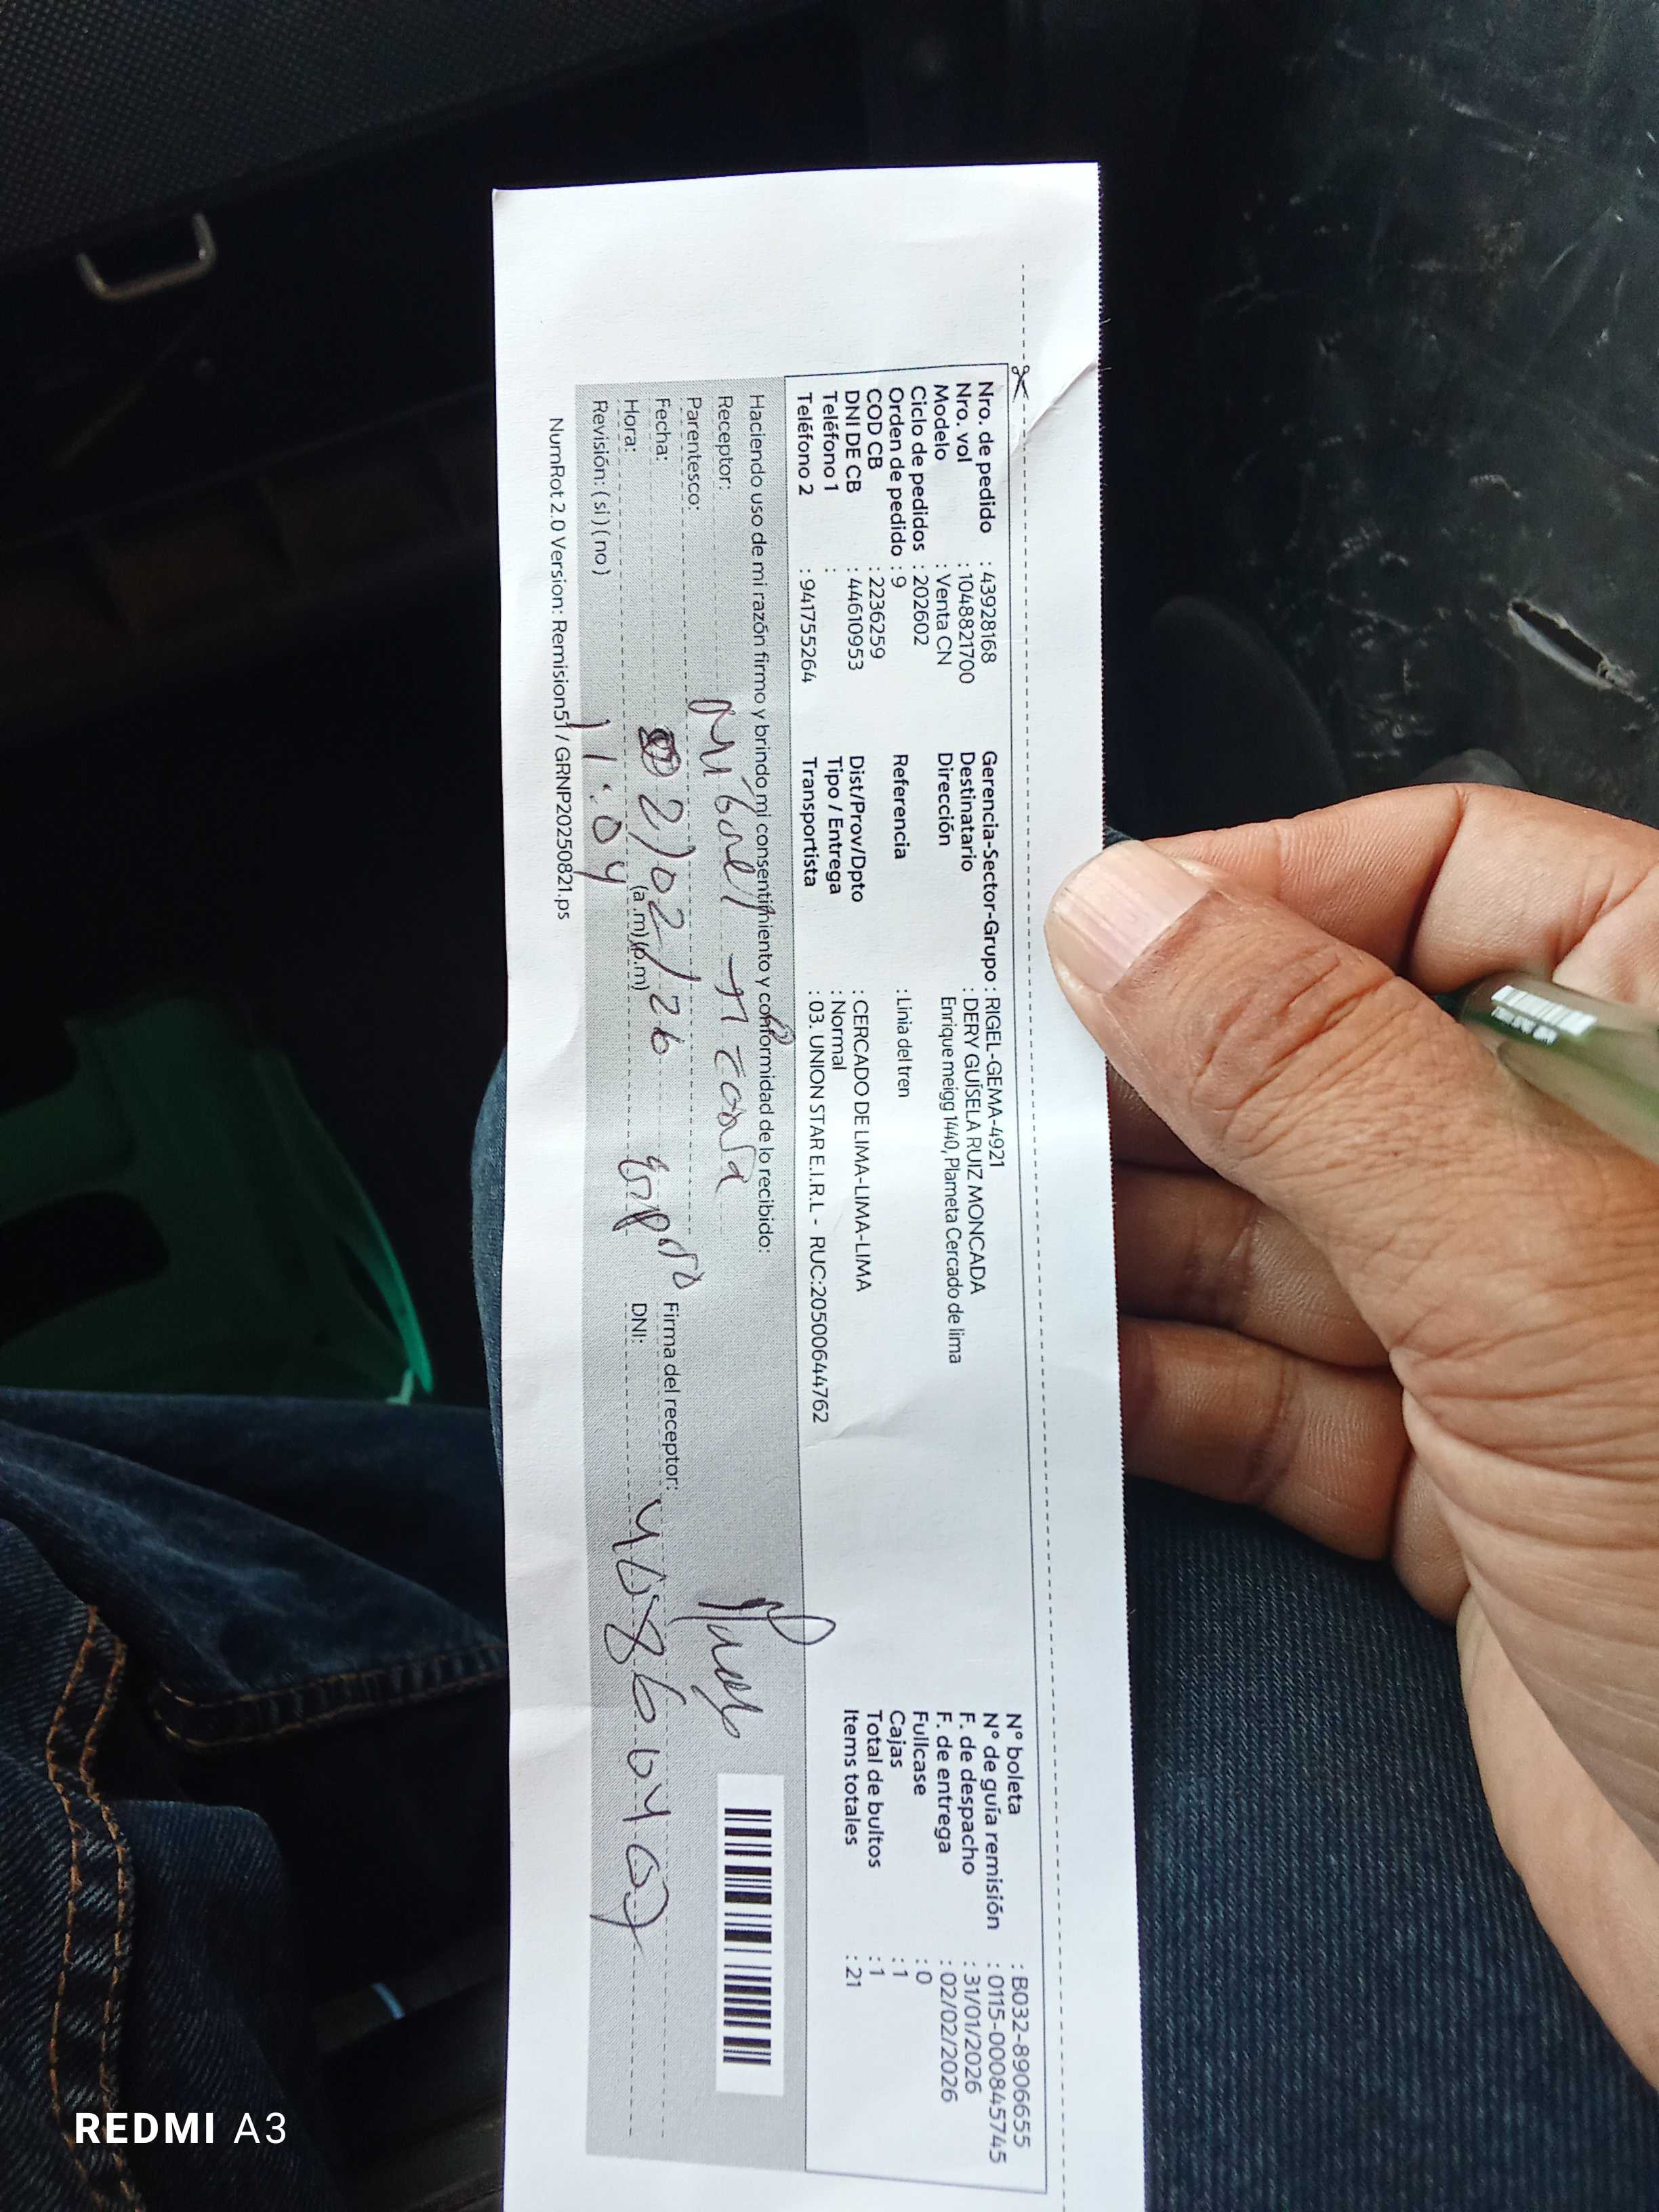 Nro. de pedido : 43928168
Nro. vol : 1048821700
Modelo : Venta CN
Ciclo de pedidos : 202602
Orden de pedido : 9
COD CB : 2236259
DNI DE CB : 44610953
Teléfono 1 :
Teléfono 2 : 941755264
Gerencia-Sector-Grupo : RIGEL-GEMA-4921
Destinatario : DERY GUÍSELA RUIZ MONCADA
Dirección Enrique meigg 1440, Plameta Cercado de lima
Referencia : Linia del tren
Dist/Prov/Dpto : CERCADO DE LIMA-LIMA-LIMA
Tipo / Entrega : Normal
Transportista : 03. UNION STAR E.I.R.L - RUC:20500644762
N° boleta : B032-8906655
N° de guía remisión : 0115-000845745
F. de despacho : 31/01/2026
F. de entrega : 02/02/2026
Fullcase : 0
Cajas : 1
Total de bultos : 1
Items totales : 21
Haciendo uso de mi razón firmo y brindo mi consentimiento y conformidad de lo recibido:
Receptor:
Parentesco: Esposo
Fecha: 2/02/26
Hora: 11:04 (a.m)(p.m)
Revisión: (si) (no)
Firma del receptor:
DNI:
NumRot 2.0 Version: Remision51 / GRNP20250821.ps
REDMI A3